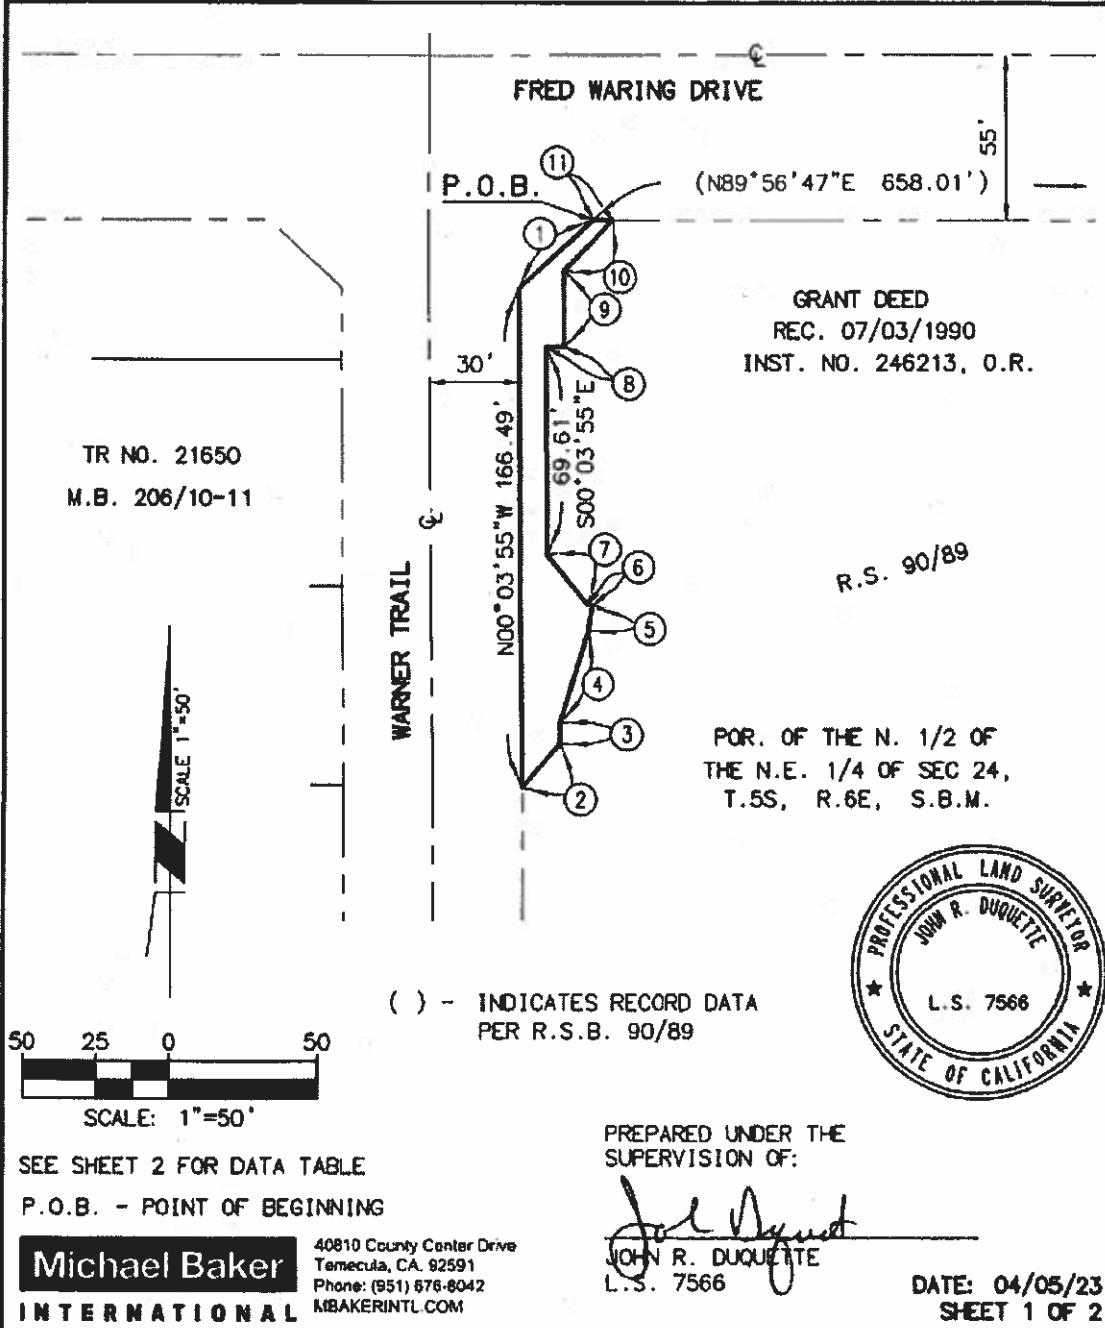 ℄
FRED WARING DRIVE
55'
11
P.O.B.
(N89°56'47"E 658.01')
1
10
9
GRANT DEED
REC. 07/03/1990
INST. NO. 246213, O.R.
30'
8
TR NO. 21650
M.B. 206/10-11
N00°03'55"W 166.49'
69.61'
S00°03'55"E
℄
WARNER TRAIL
7
6
5
R.S. 90/89
4
3
2
SCALE 1"=50'
N
POR. OF THE N. 1/2 OF
THE N.E. 1/4 OF SEC 24,
T.5S, R.6E, S.B.M.
PROFESSIONAL LAND SURVEYOR
JOHN R. DUQUETTE
L.S. 7566
STATE OF CALIFORNIA
( ) - INDICATES RECORD DATA
PER R.S.B. 90/89
50 25 0 50
SCALE: 1"=50'
SEE SHEET 2 FOR DATA TABLE
P.O.B. - POINT OF BEGINNING
PREPARED UNDER THE
SUPERVISION OF:
JOHN R. DUQUETTE
L.S. 7566
Michael Baker
INTERNATIONAL
40810 County Center Drive
Temecula, CA. 92591
Phone: (951) 676-8042
MBAKERINTL.COM
DATE: 04/05/23
SHEET 1 OF 2